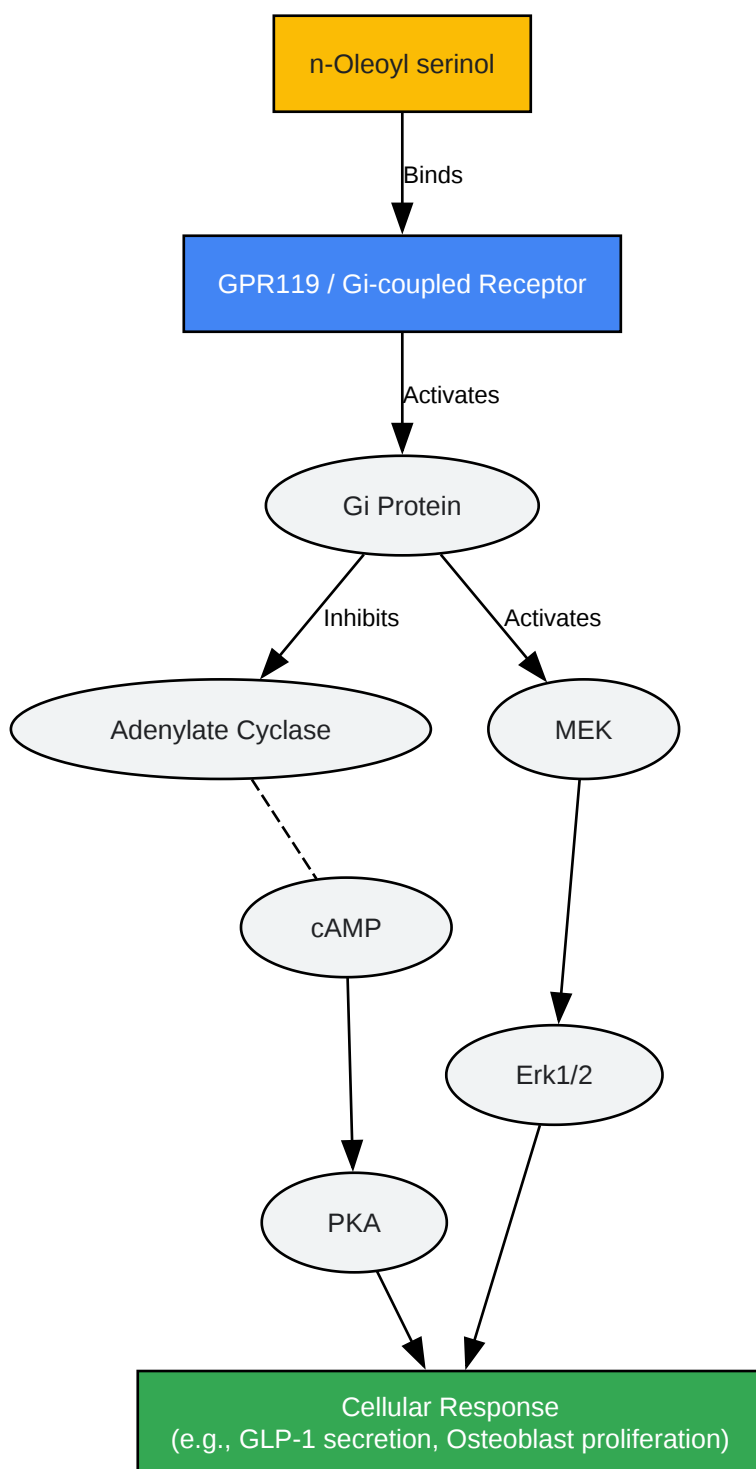 n-Oleoyl serinol
Binds
GPR119 / Gi-coupled Receptor
Activates
Gi Protein
Inhibits
Activates
Adenylate Cyclase
MEK
cAMP
Erk1/2
PKA
Cellular Response
(e.g., GLP-1 secretion, Osteoblast proliferation)